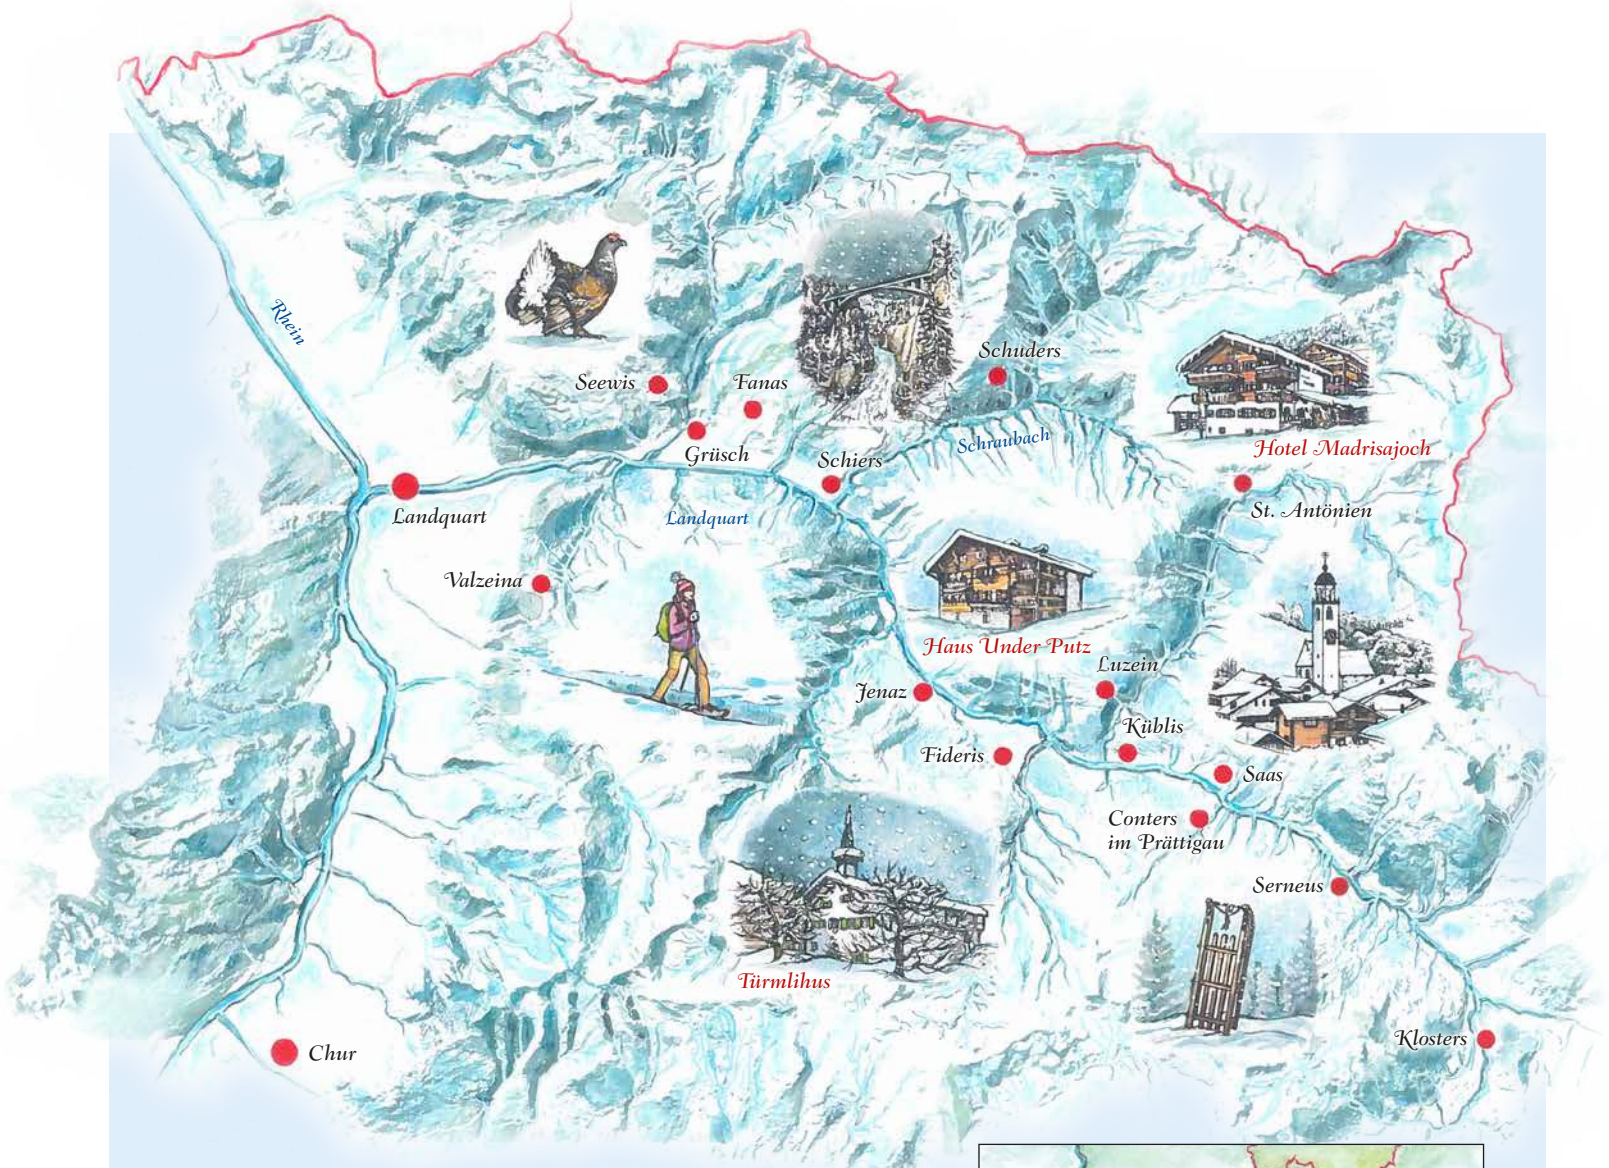 Rhein
Schuders
Seewis
Fanas
Schraubach
Hotel Madrisajoch
Grüsch
Schiers
Landquart
Landquart
St. Antönien
Valzeina
Haus Under Putz
Luzein
Jenaz
Küblis
Fideris
Saas
Conters
im Prättigau
Serneus
Türmlihus
Klosters
Chur